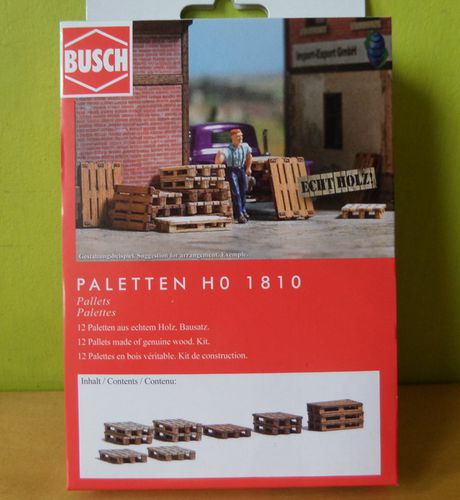 BUSCH
Import-Export GmbH
ECHT HOLZ!
Gestaltungsbeispiel. Suggestion for arrangement. Exemple.
PALETTEN H0 1810
Pallets
Palettes
12 Paletten aus echtem Holz. Bausatz.
12 Pallets made of genuine wood. Kit.
12 Palettes en bois véritable. Kit de construction.
Inhalt / Contents / Contenu: